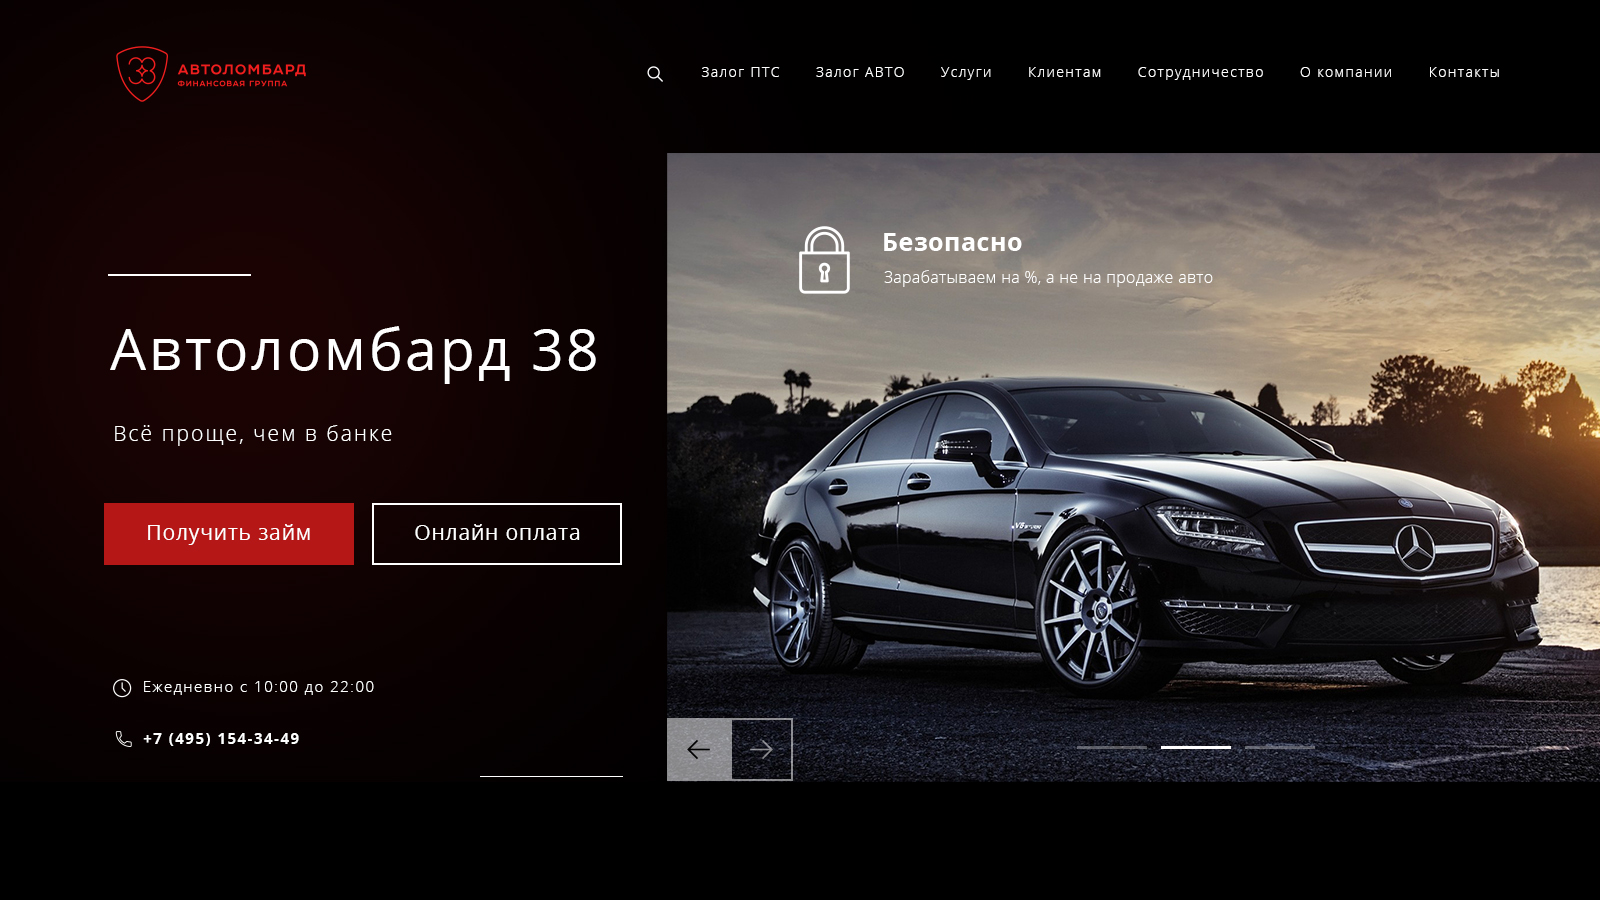 АВТОЛОМБАРД
ФИНАНСОВАЯ ГРУППА
Залог ПТС
Залог АВТО
Услуги
Клиентам
Сотрудничество
О компании
Контакты
Безопасно
Зарабатываем на %, а не на продаже авто
Автоломбард 38
Всё проще, чем в банке
Получить займ
Онлайн оплата
Ежедневно с 10:00 до 22:00
+7 (495) 154-34-49